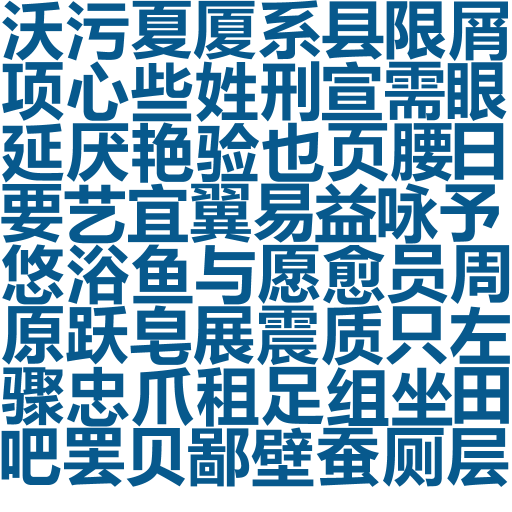 沃污夏厦系县限屑
项心些姓刑宣需眼
延厌艳验也页腰日
要艺宜翼易益咏予
悠浴鱼与愿愈员周
原跃皂展震质只左
骤忠爪租足组坐田
吧罢贝鄙壁蚕厕层